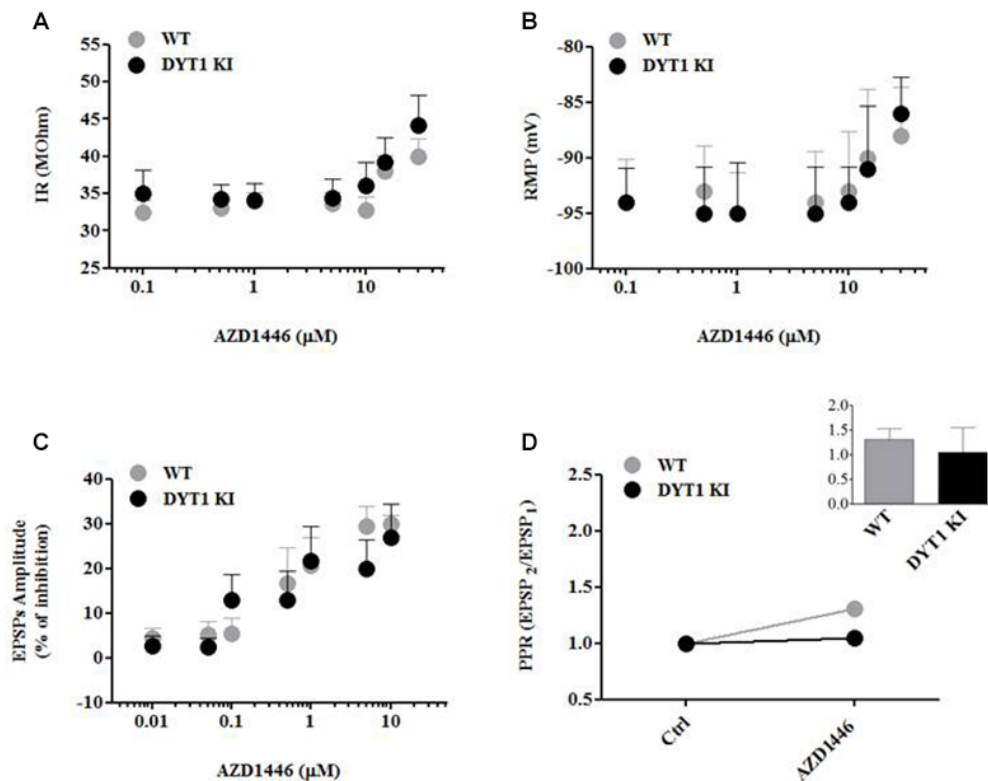 A
WT
DYT1 KI
55
50
45
40
35
30
25
IR (MOhm)
0.1 1 10
AZD1446 (µM)
B
WT
DYT1 KI
-80
-85
-90
-95
-100
RMP (mV)
0.1 1 10
AZD1446 (µM)
C
WT
DYT1 KI
40
30
20
10
0
-10
EPSPs Amplitude
(% of inhibition)
0.01 0.1 1 10
AZD1446 (µM)
D
WT
DYT1 KI
2.5
2.0
1.5
1.0
0.5
PPR (EPSP₂/EPSP₁)
Ctrl
AZD1446
2.0
1.5
1.0
0.5
0.0
WT
DYT1 KI